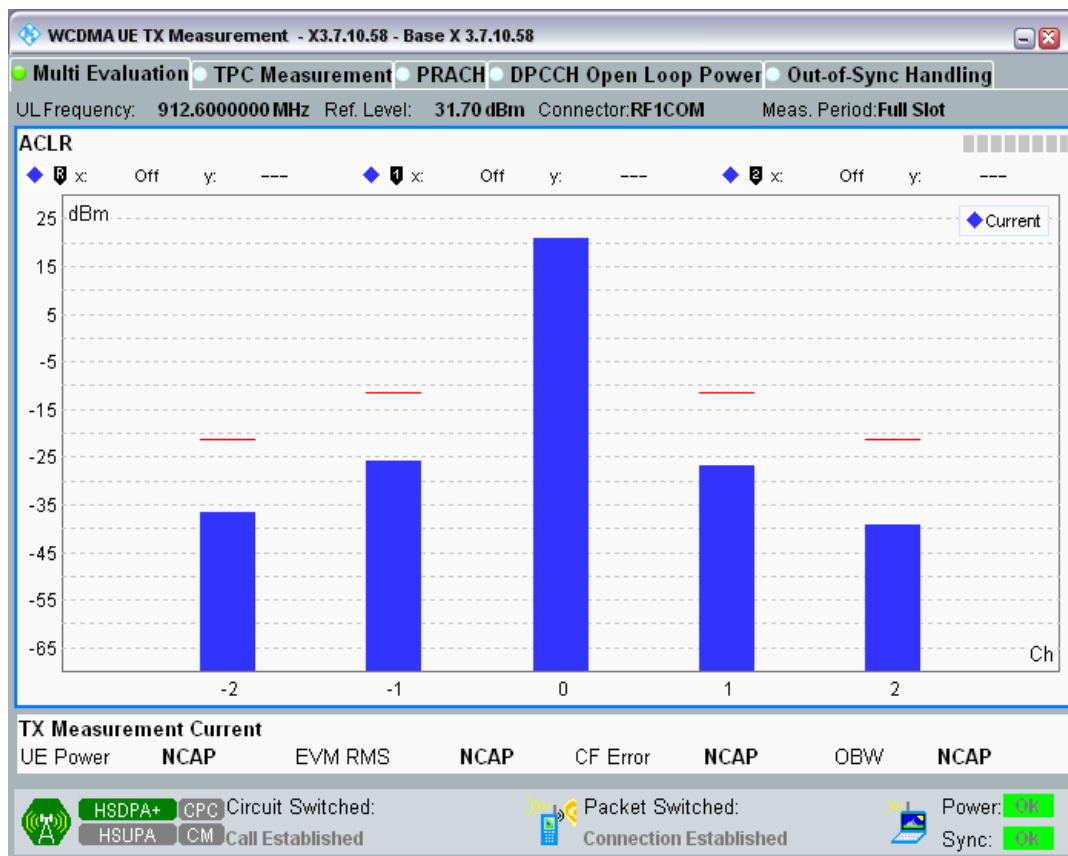 WCDMA UE TX Measurement - X3.7.10.58 - Base X 3.7.10.58
Multi Evaluation TPC Measurement PRACH DPCCH Open Loop Power Out-of-Sync Handling
UL Frequency: 912.6000000 MHz Ref. Level: 31.70 dBm Connector:RF1COM Meas. Period:Full Slot
ACLR
R x: Off y: --- 1 x: Off y: --- 2 x: Off y: ---
dBm
Current
25
15
5
-5
-15
-25
-35
-45
-55
-65
Ch
-2 -1 0 1 2
TX Measurement Current
UE Power NCAP EVM RMS NCAP CF Error NCAP OBW NCAP
HSDPA+ CPC Circuit Switched: Packet Switched: Power: OK
HSUPA CM Call Established Connection Established Sync: OK